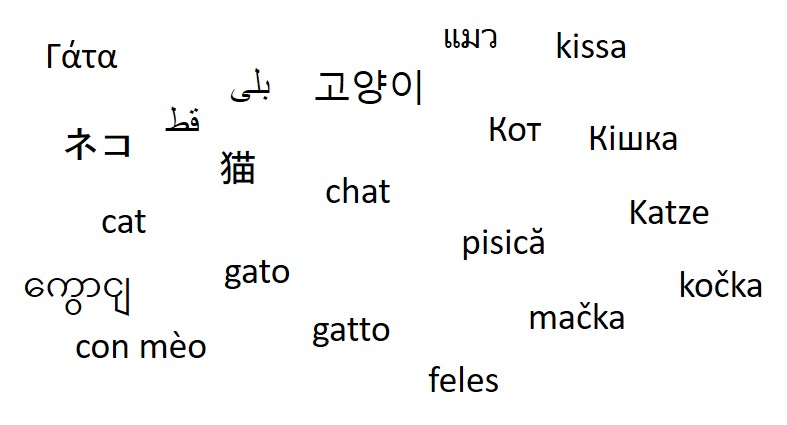 แมว
kissa
Γάτα
بلی
고양이
قط
ネコ
Кот
Кішка
猫
chat
cat
Katze
pisică
gato
kočka
ကွောငျ
mačka
gatto
con mèo
feles